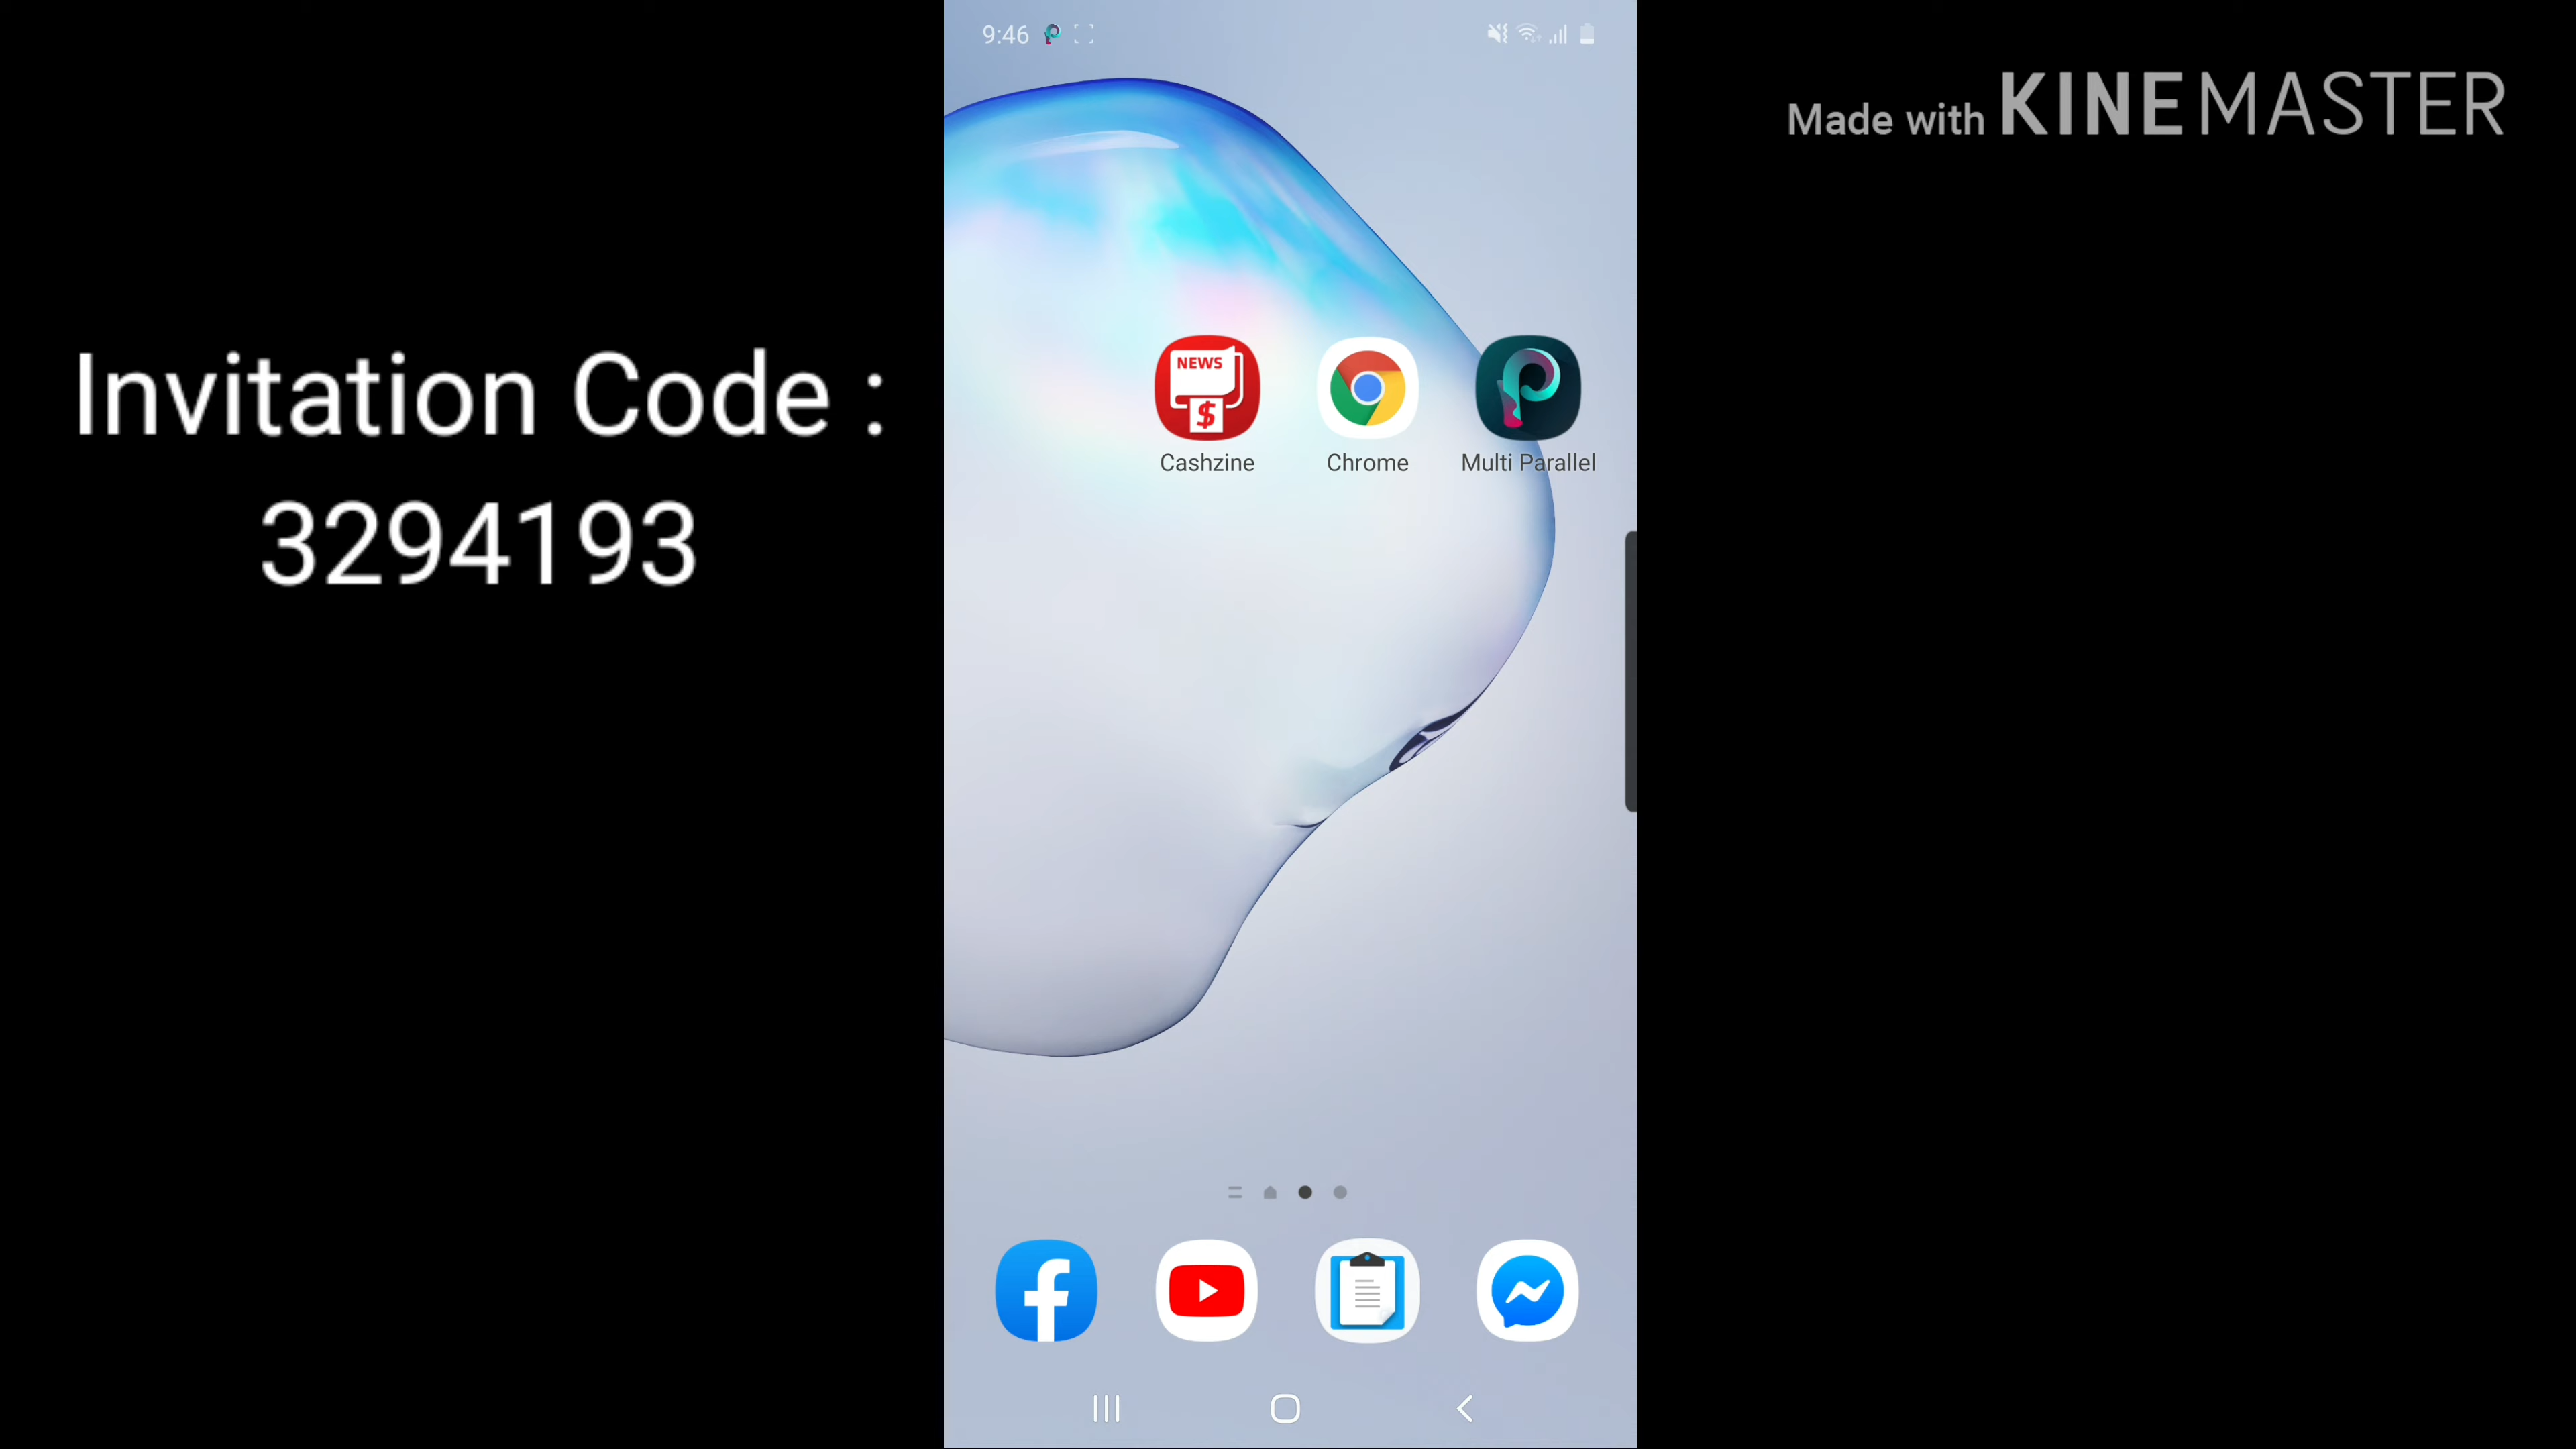 9:46
Made with KINEMASTER
Invitation Code :
3294193
NEWS
$
Cashzine
Chrome
Multi Parallel